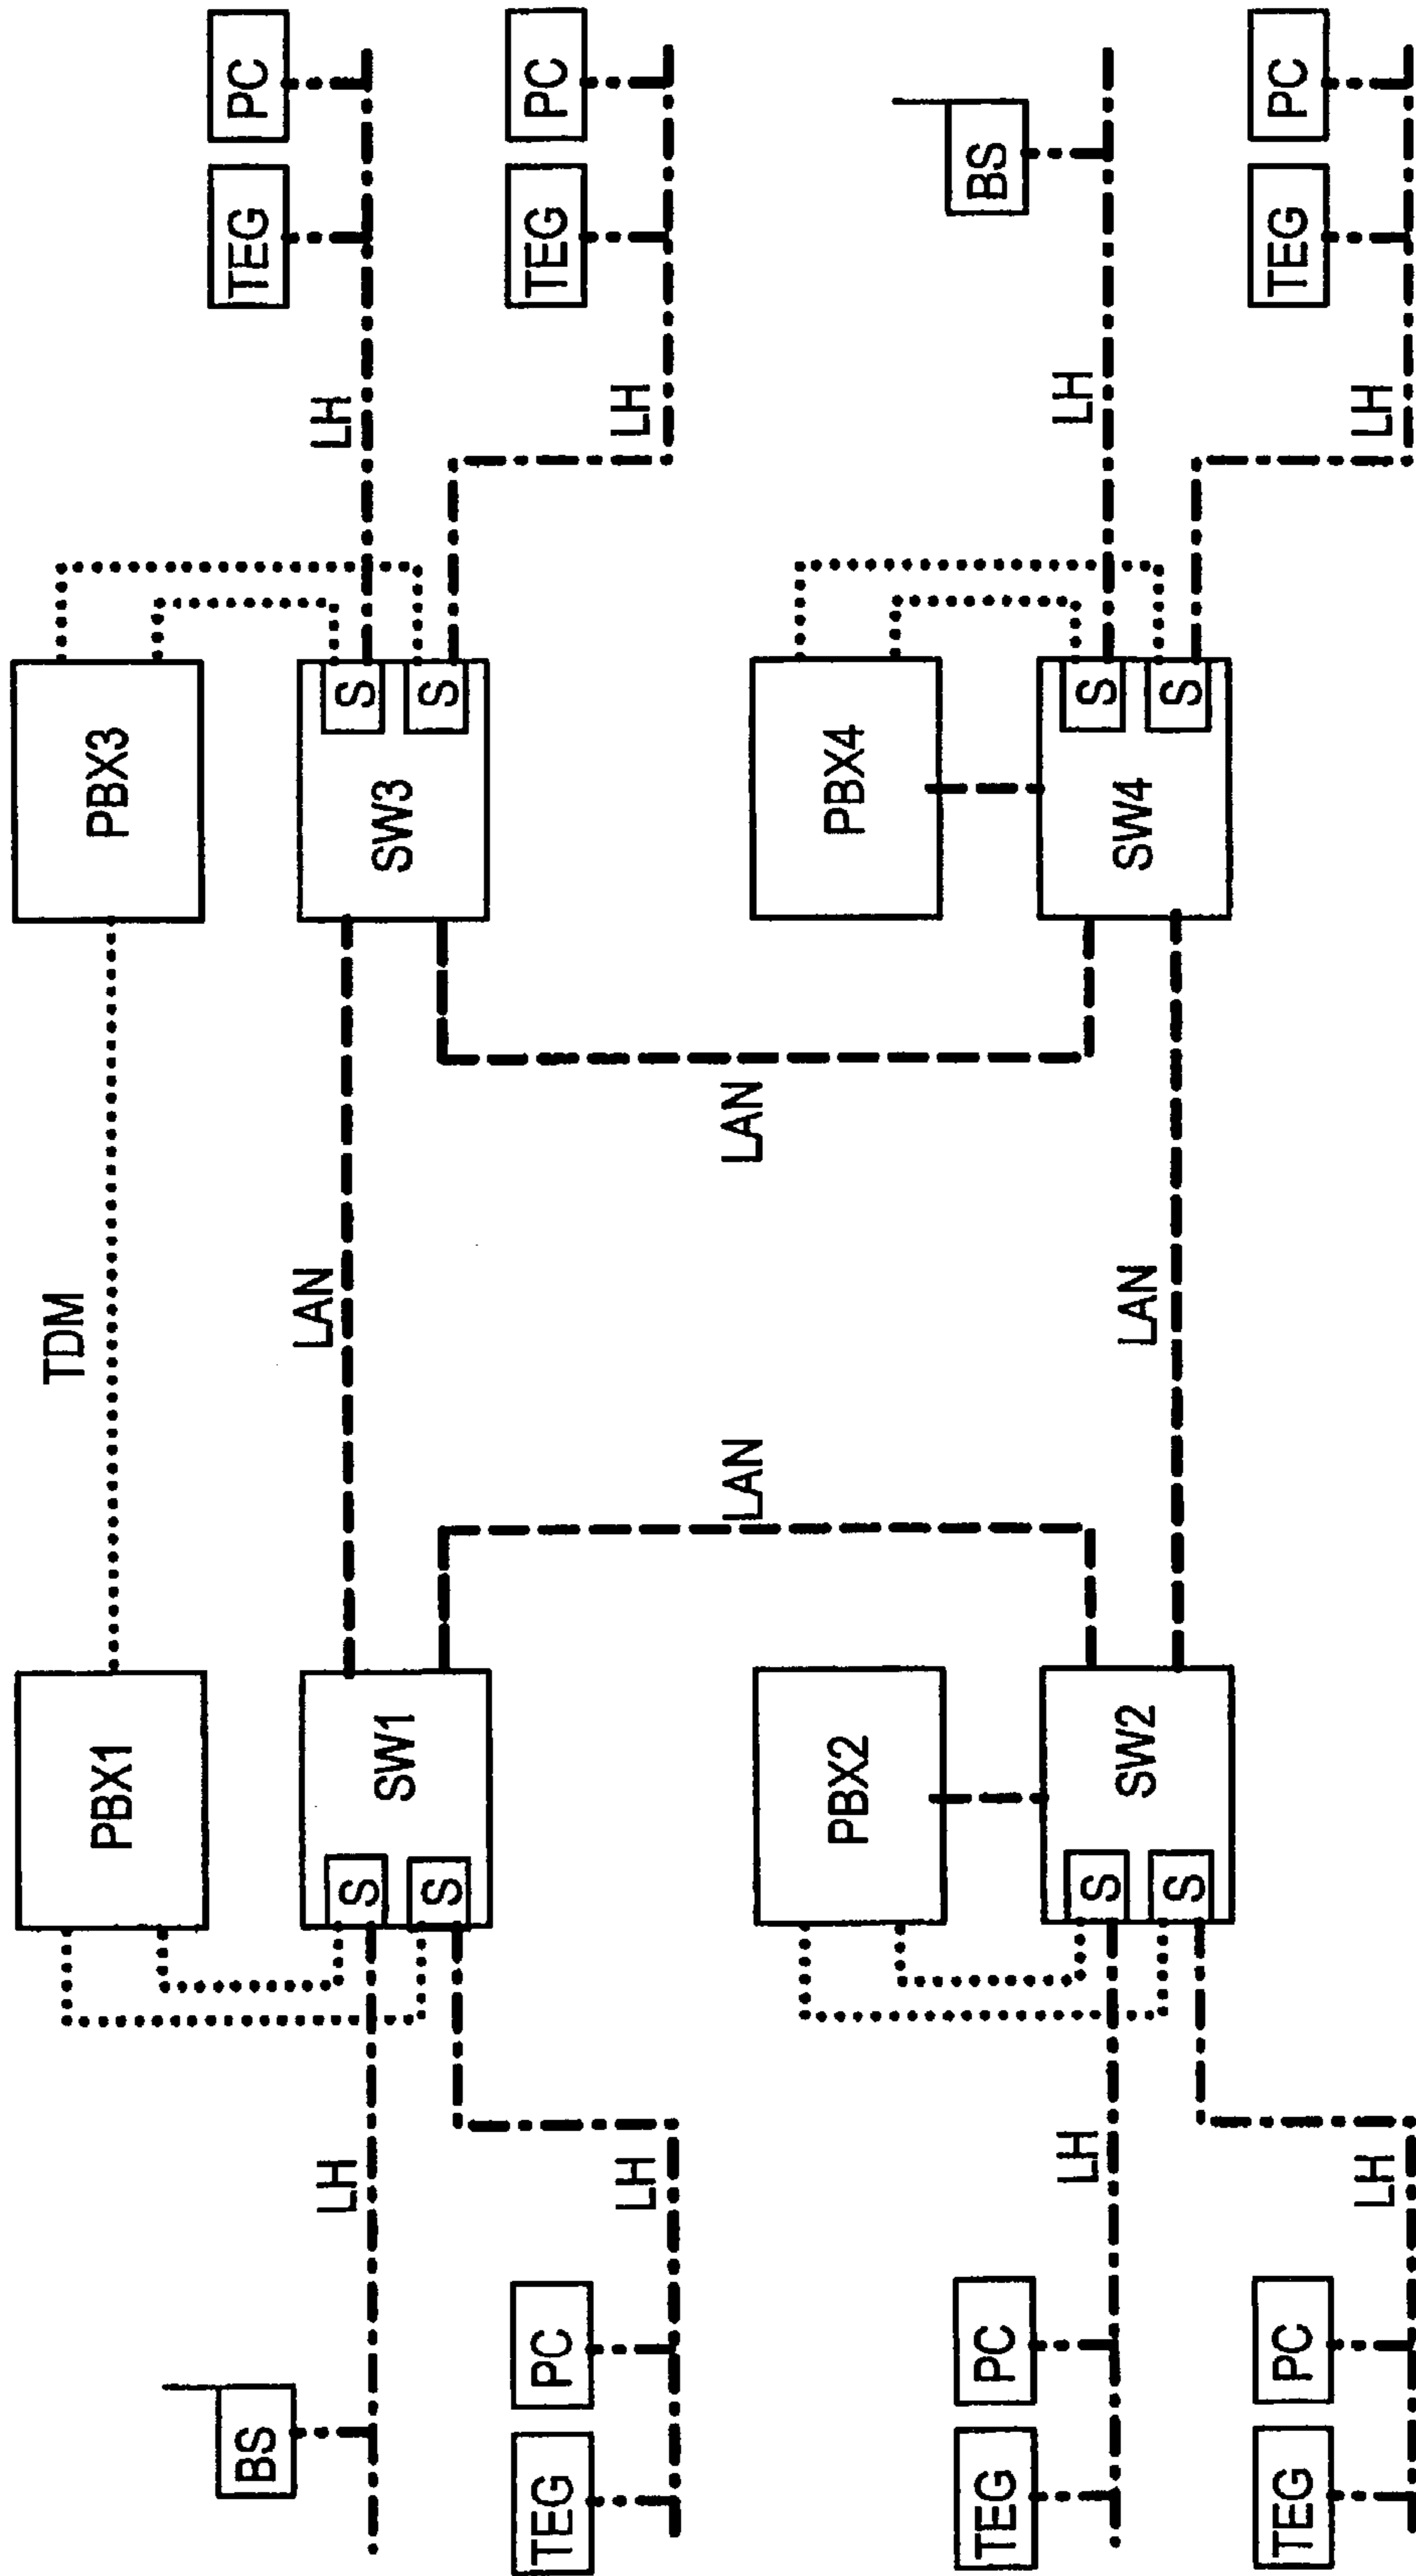 TDM
PBX1
PBX3
BS
TEG
PC
LH
LAN
LH
S
S
SW1
SW3
S
S
TEG
PC
TEG
PC
LH
LH
LAN
LAN
PBX2
PBX4
TEG
PC
BS
LH
LH
S
S
SW2
LAN
SW4
S
S
TEG
PC
TEG
PC
LH
LH